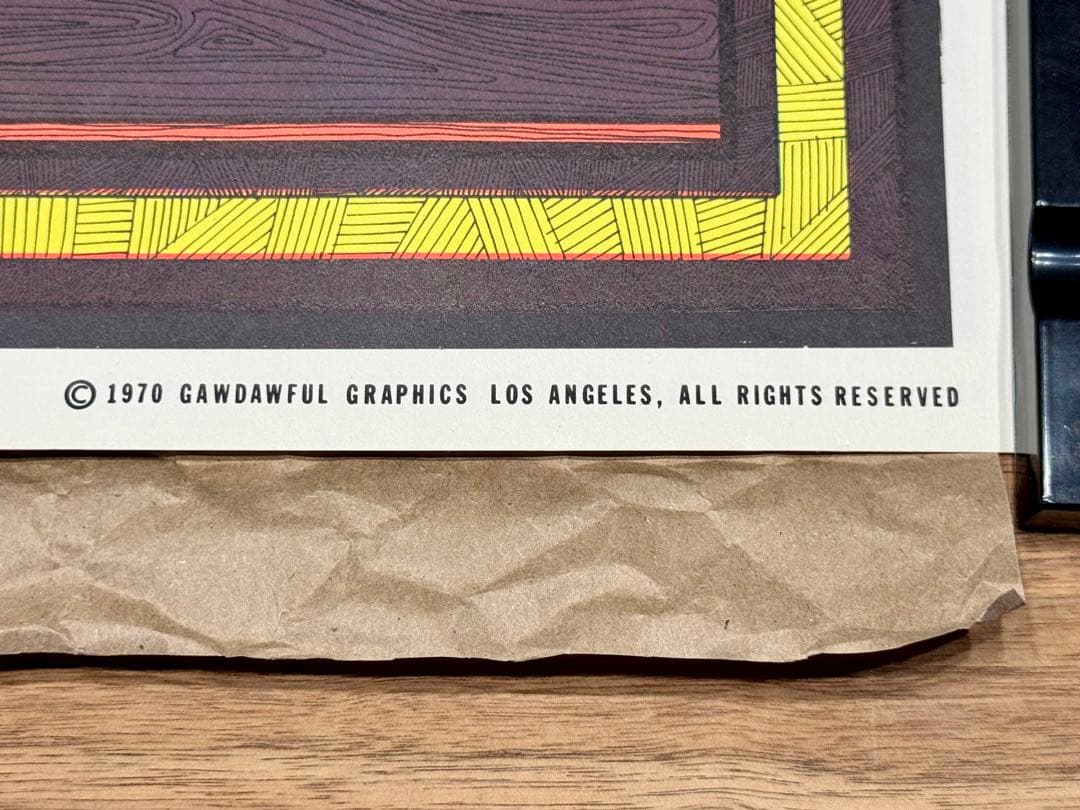 © 1970 GAWDAWFUL GRAPHICS LOS ANGELES, ALL RIGHTS RESERVED